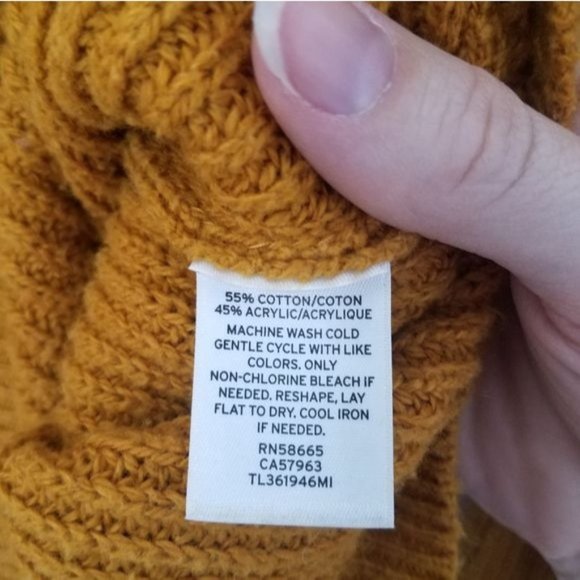 55% COTTON/COTON
45% ACRYLIC/ACRYLIQUE
MACHINE WASH COLD
GENTLE CYCLE WITH LIKE
COLORS. ONLY
NON-CHLORINE BLEACH IF
NEEDED. RESHAPE, LAY
FLAT TO DRY. COOL IRON
IF NEEDED.
RN58665
CA57963
TL361946MI